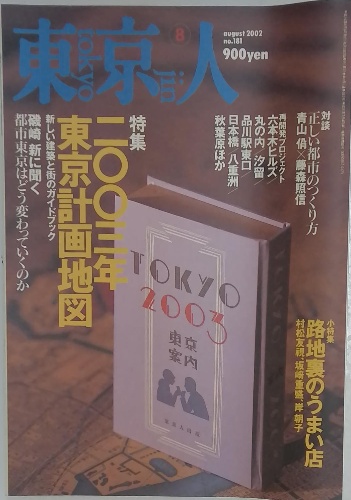 東京人
tokyo
jin
8
august 2002
no.181
900yen
対談
正しい都市のつくり方
青山 佾×藤森照信
再開発プロジェクト
六本木ヒルズ/
丸の内 汐留/
品川駅東口/
日本橋 八重洲/
秋葉原ほか
特集
二〇〇三年
東京計画地図
新しい建築と街のガイドブック
磯崎 新に聞く
都市東京はどう変わっていくのか
TOKYO
2003
東京
案内
小特集
路地裏のうまい店
村松友視、坂崎重盛、岸 朝子